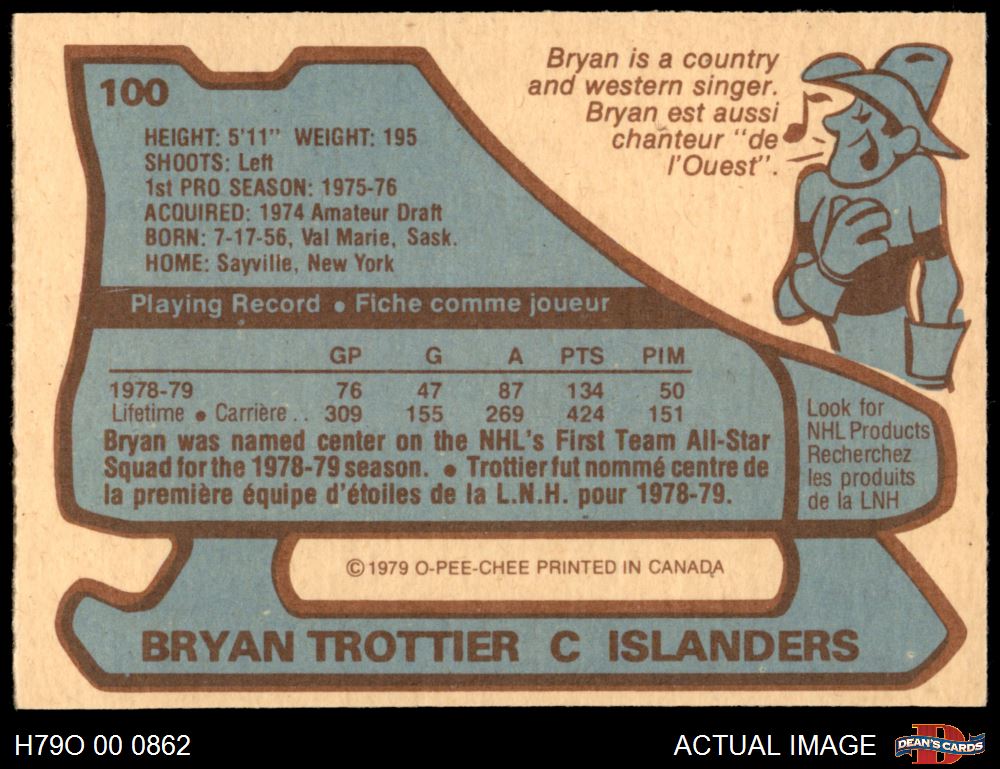 100
HEIGHT: 5'11" WEIGHT: 195
SHOOTS: Left
1st PRO SEASON: 1975-76
ACQUIRED: 1974 Amateur Draft
BORN: 7-17-56, Val Marie, Sask.
HOME: Sayville, New York
Bryan is a country
and western singer.
Bryan est aussi
chanteur "de
l'Ouest".
Playing Record • Fiche comme joueur
GP G A PTS PIM
1978-79 76 47 87 134 50
Lifetime • Carrière .. 309 155 269 424 151
Bryan was named center on the NHL's First Team All-Star
Squad for the 1978-79 season. • Trottier fut nommé centre de
la première équipe d'étoiles de la L.N.H. pour 1978-79.
Look for
NHL Products
Recherchez
les produits
de la LNH
© 1979 O-PEE-CHEE PRINTED IN CANADA
BRYAN TROTTIER C ISLANDERS
H79O 00 0862
ACTUAL IMAGE
D
DEAN'S CARDS